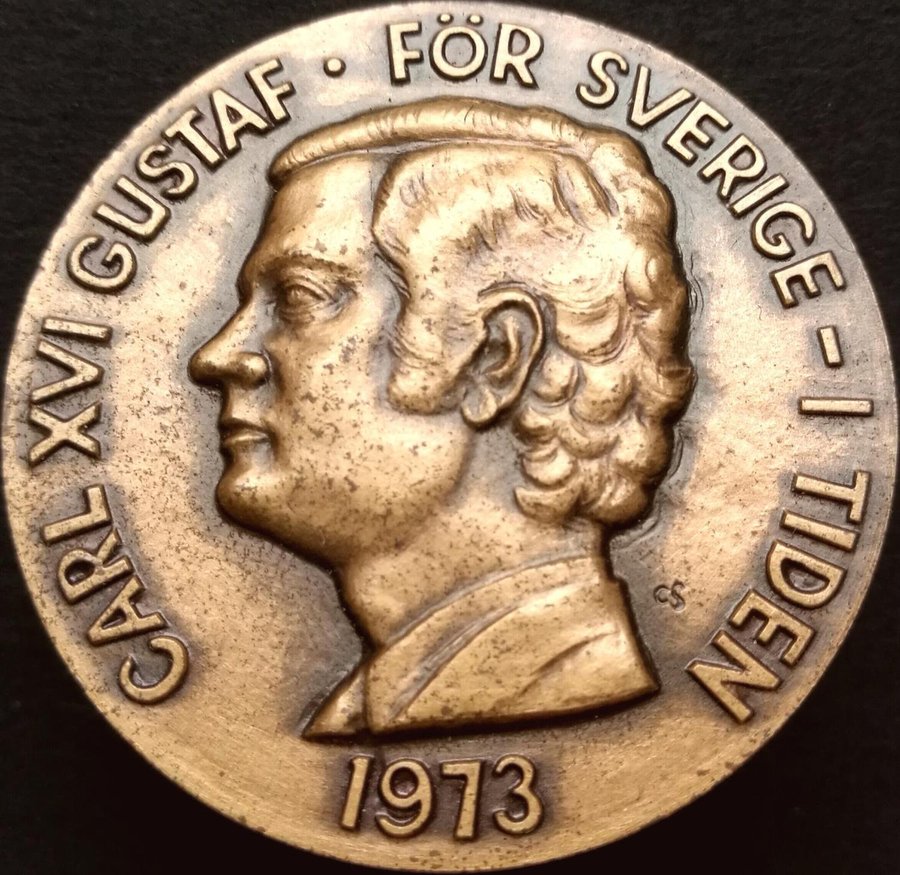 CARL XVI GUSTAF · FÖR SVERIGE - I TIDEN
1973
CS